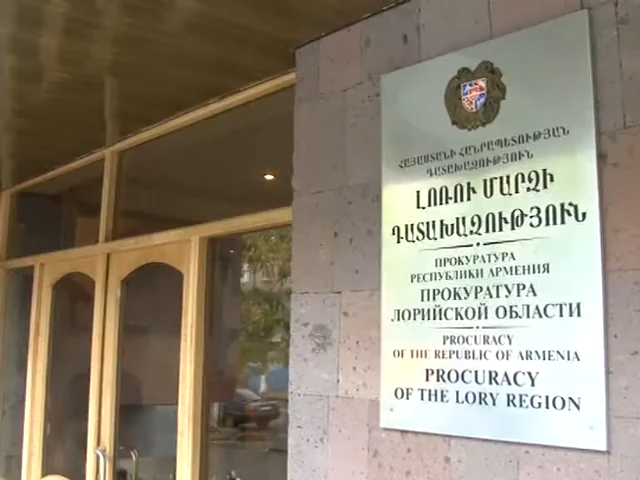 ՀԱՅԱՍՏԱՆԻ ՀԱՆՐԱՊԵՏՈՒԹՅԱՆ
ԴԱՏԱԽԱԶՈՒԹՅՈՒՆ
ԼՈՌՈՒ ՄԱՐԶԻ
ԴԱՏԱԽԱԶՈՒԹՅՈՒՆ
ПРОКУРАТУРА
РЕСПУБЛИКИ АРМЕНИЯ
ПРОКУРАТУРА
ЛОРИЙСКОЙ ОБЛАСТИ
PROCURACY
OF THE REPUBLIC OF ARMENIA
PROCURACY
OF THE LORY REGION